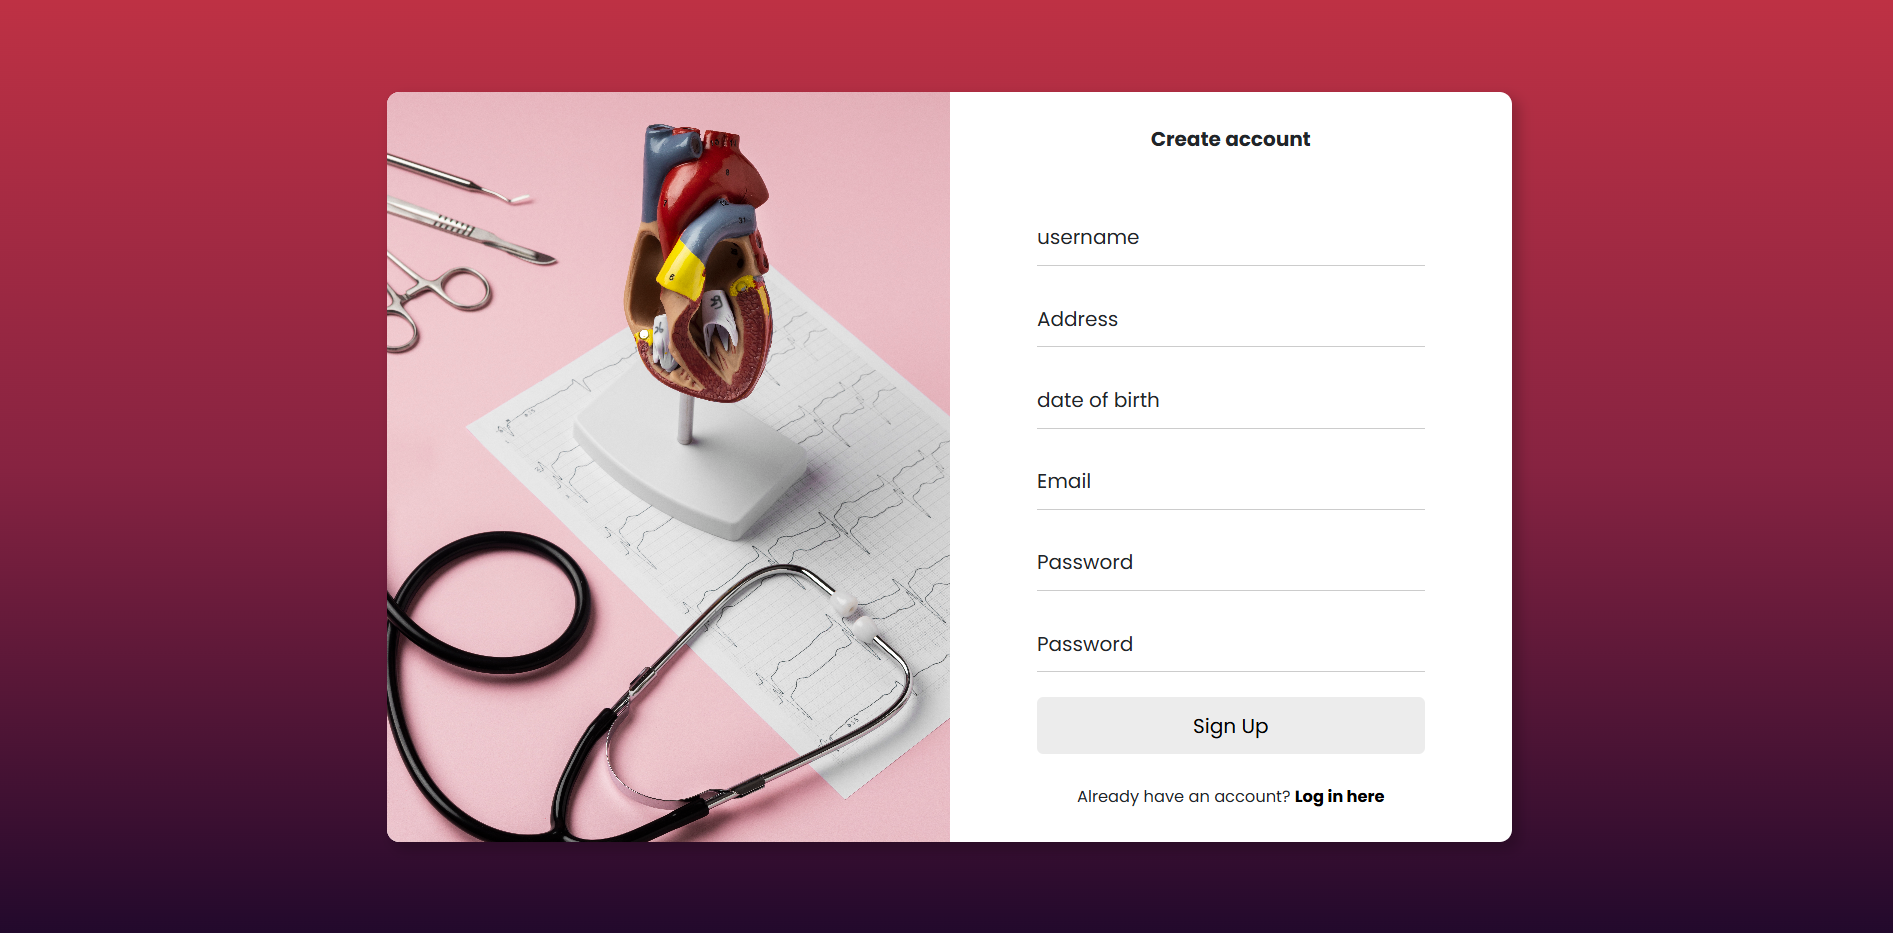 Create account
username
Address
date of birth
Email
Password
Password
Sign Up
Already have an account? Log in here